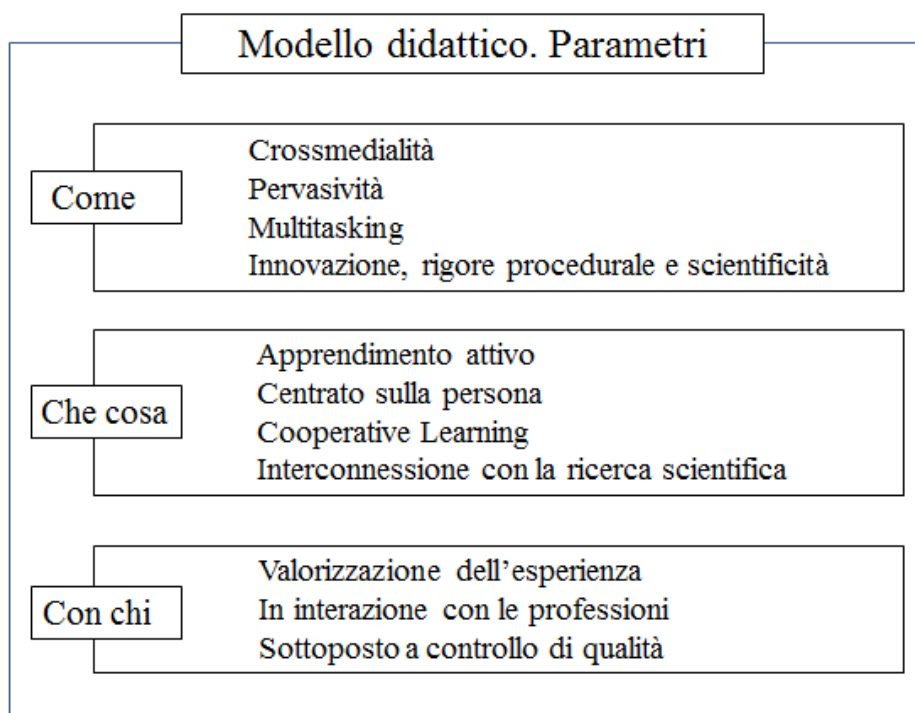 Modello didattico. Parametri
Come
Crossmedialità
Pervasività
Multitasking
Innovazione, rigore procedurale e scientificità
Che cosa
Apprendimento attivo
Centrato sulla persona
Cooperative Learning
Interconnessione con la ricerca scientifica
Con chi
Valorizzazione dell’esperienza
In interazione con le professioni
Sottoposto a controllo di qualità